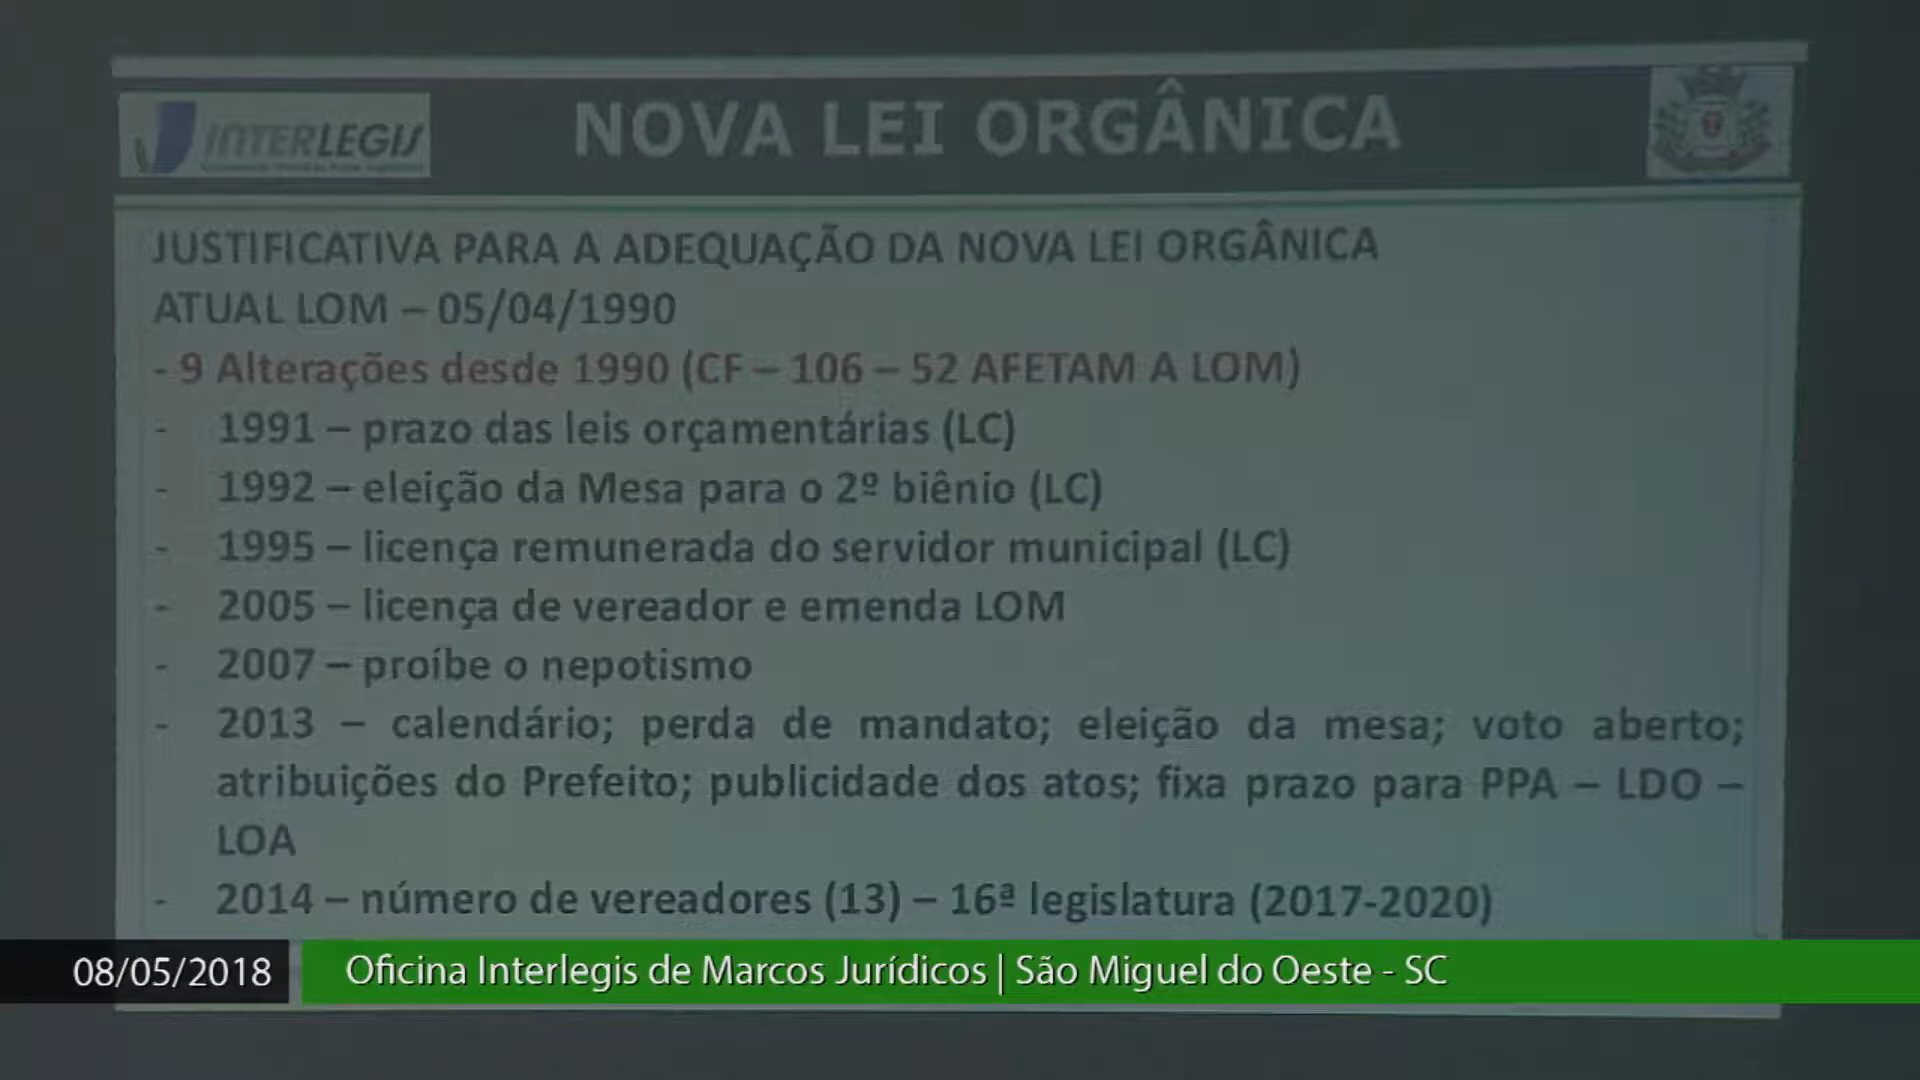 INTERLEGIS
NOVA LEI ORGÂNICA
JUSTIFICATIVA PARA A ADEQUAÇÃO DA NOVA LEI ORGÂNICA
ATUAL LOM – 05/04/1990
- 9 Alterações desde 1990 (CF – 106 – 52 AFETAM A LOM)
- 1991 – prazo das leis orçamentárias (LC)
- 1992 – eleição da Mesa para o 2º biênio (LC)
- 1995 – licença remunerada do servidor municipal (LC)
- 2005 – licença de vereador e emenda LOM
- 2007 – proíbe o nepotismo
- 2013 – calendário; perda de mandato; eleição da mesa; voto aberto;
atribuições do Prefeito; publicidade dos atos; fixa prazo para PPA – LDO –
LOA
- 2014 – número de vereadores (13) – 16ª legislatura (2017-2020)
08/05/2018
Oficina Interlegis de Marcos Jurídicos | São Miguel do Oeste - SC